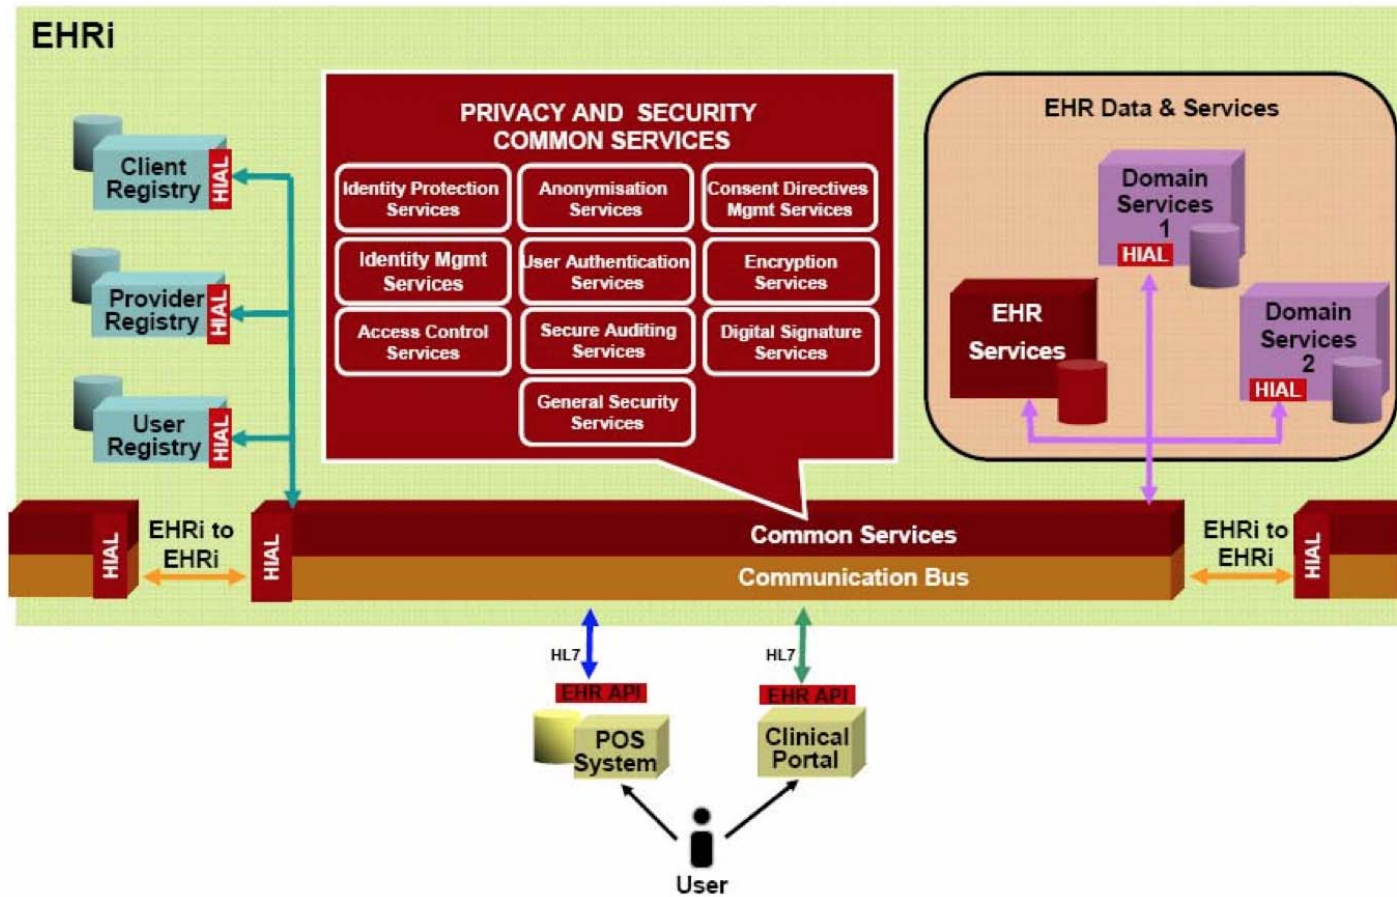 EHRi
PRIVACY AND SECURITY
COMMON SERVICES
Identity Protection
Services
Anonymisation
Services
Consent Directives
Mgmt Services
Identity Mgmt
Services
User Authentication
Services
Encryption
Services
Access Control
Services
Secure Auditing
Services
Digital Signature
Services
General Security
Services
Client
Registry
HIAL
Provider
Registry
HIAL
User
Registry
HIAL
EHR Data & Services
Domain
Services
1
HIAL
EHR
Services
Domain
Services
2
HIAL
HIAL
EHRi to
EHRi
HIAL
Common Services
Communication Bus
EHRi to
EHRi
HIAL
HL7
HL7
EHR API
EHR API
POS
System
Clinical
Portal
User